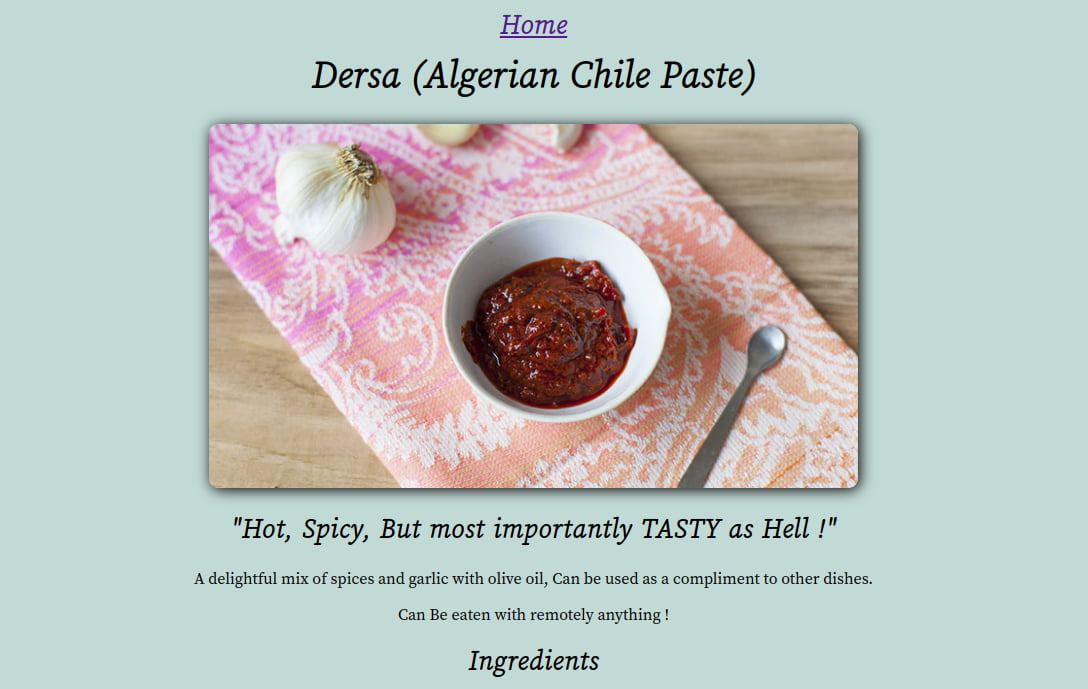 Home
Dersa (Algerian Chile Paste)
"Hot, Spicy, But most importantly TASTY as Hell !"
A delightful mix of spices and garlic with olive oil, Can be used as a compliment to other dishes.
Can Be eaten with remotely anything !
Ingredients